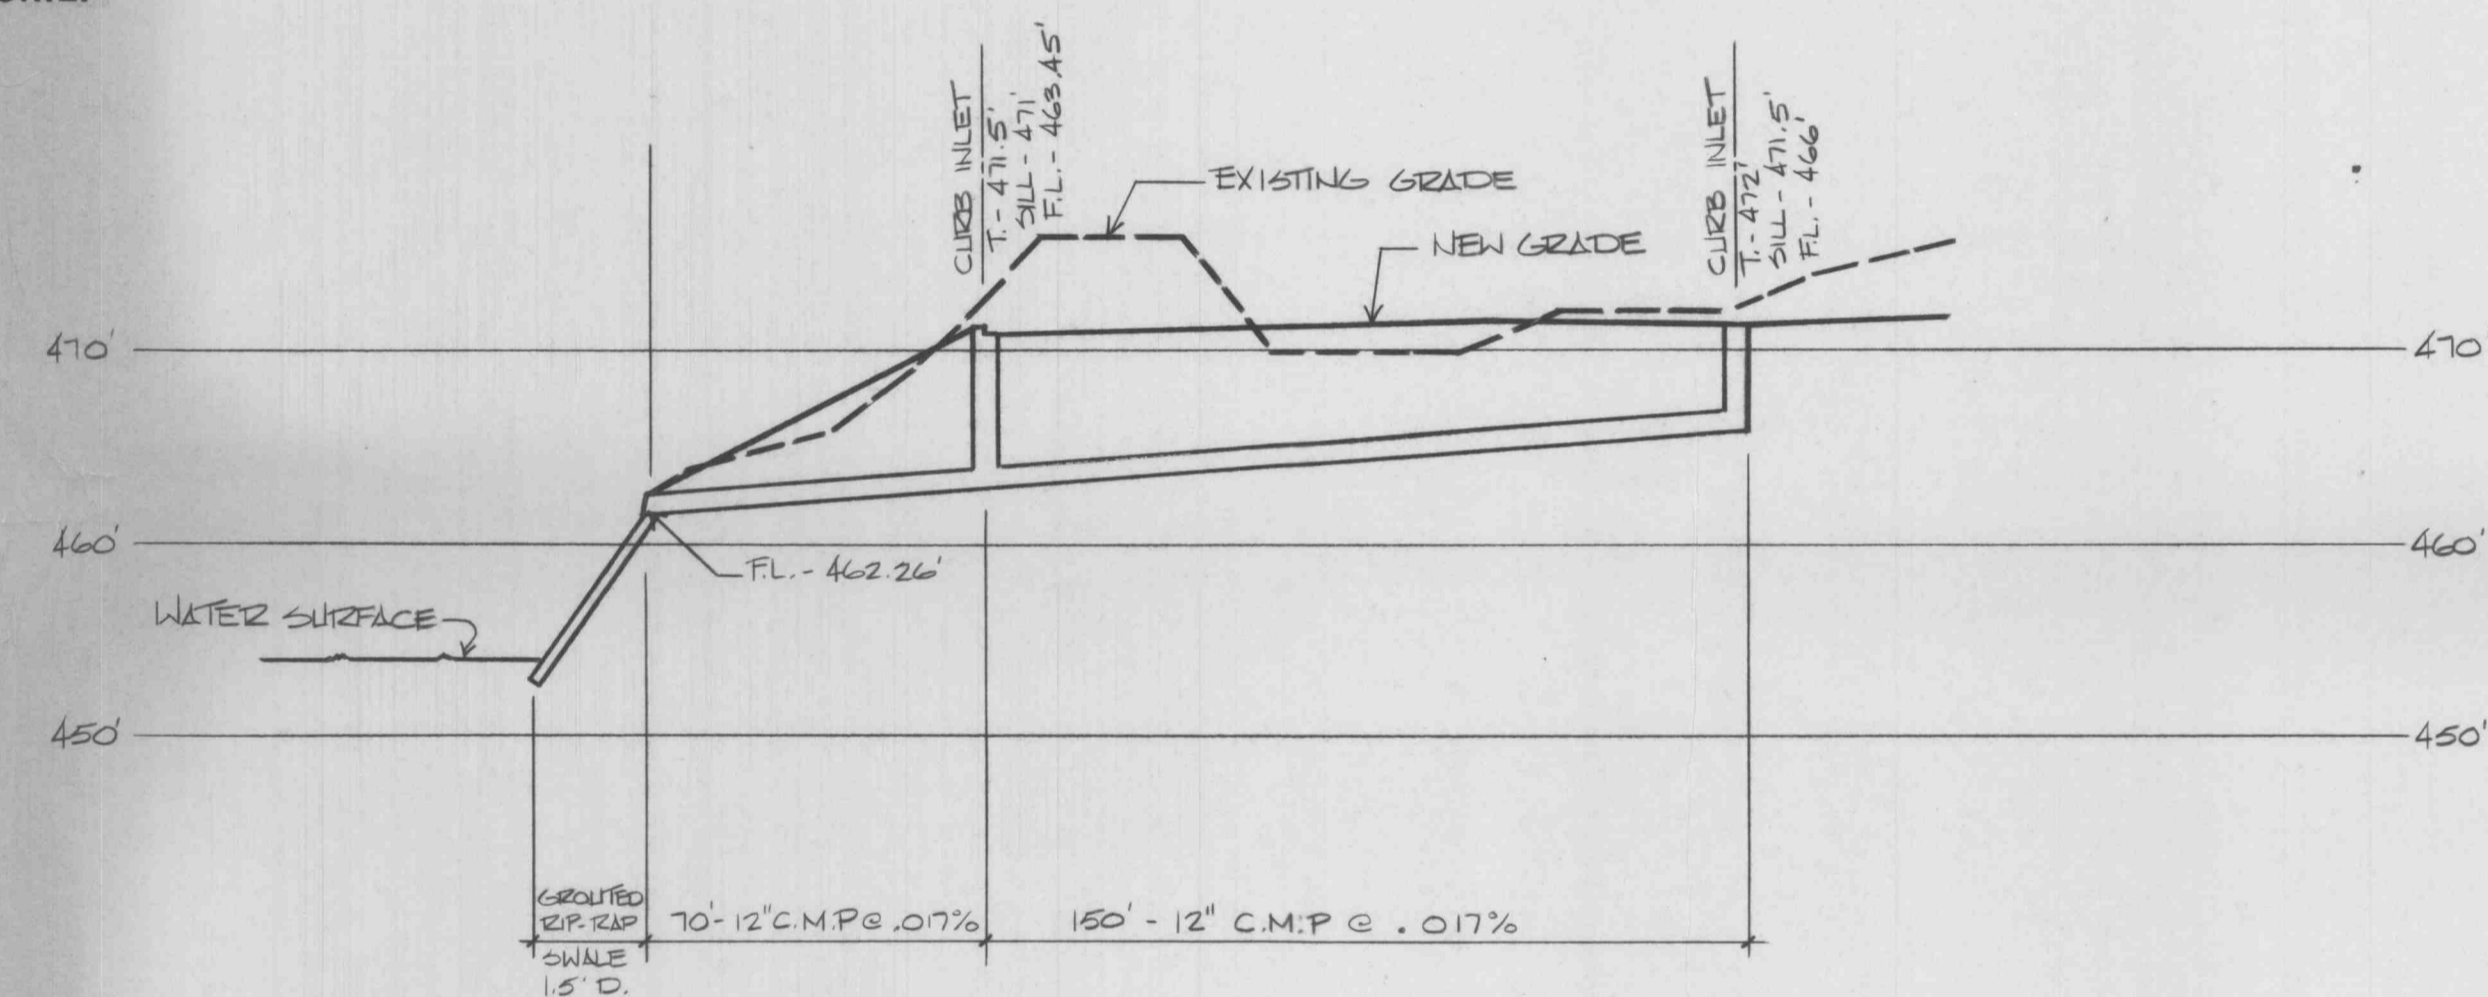 CURB INLET
T. - 471.5'
SILL - 471'
F.L. - 463.45'
CURB INLET
T. - 472'
SILL - 471.5'
F.L. - 466'
EXISTING GRADE
NEW GRADE
470'
470
460'
460'
F.L. - 462.26'
WATER SURFACE
450'
450'
GROUTED
RIP-RAP
SWALE
1.5' D.
70'-12" C.M.P @ .017%
150' - 12" C.M.P @ .017%